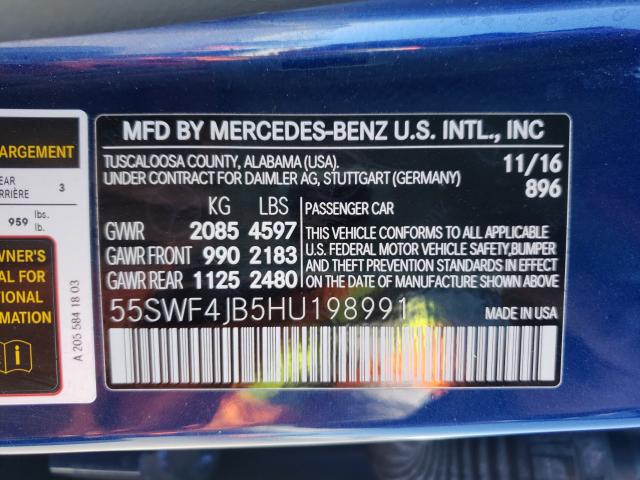 ARGEMENT
EAR 3
RRIÈRE
959 lbs.
lb.
WNER'S
AL FOR
TIONAL
RMATION
A 205 584 18 03
MFD BY MERCEDES-BENZ U.S. INTL., INC
TUSCALOOSA COUNTY, ALABAMA (USA). 11/16
UNDER CONTRACT FOR DAIMLER AG, STUTTGART (GERMANY) 896
KG LBS PASSENGER CAR
GWR 2085 4597 THIS VEHICLE CONFORMS TO ALL APPLICABLE
GAWR FRONT 990 2183 U.S. FEDERAL MOTOR VEHICLE SAFETY,BUMPER
GAWR REAR 1125 2480 AND THEFT PREVENTION STANDARDS IN EFFECT
ON THE DATE OF MANUFACTURE SHOWN ABOVE
55SWF4JB5HU198991 MADE IN USA